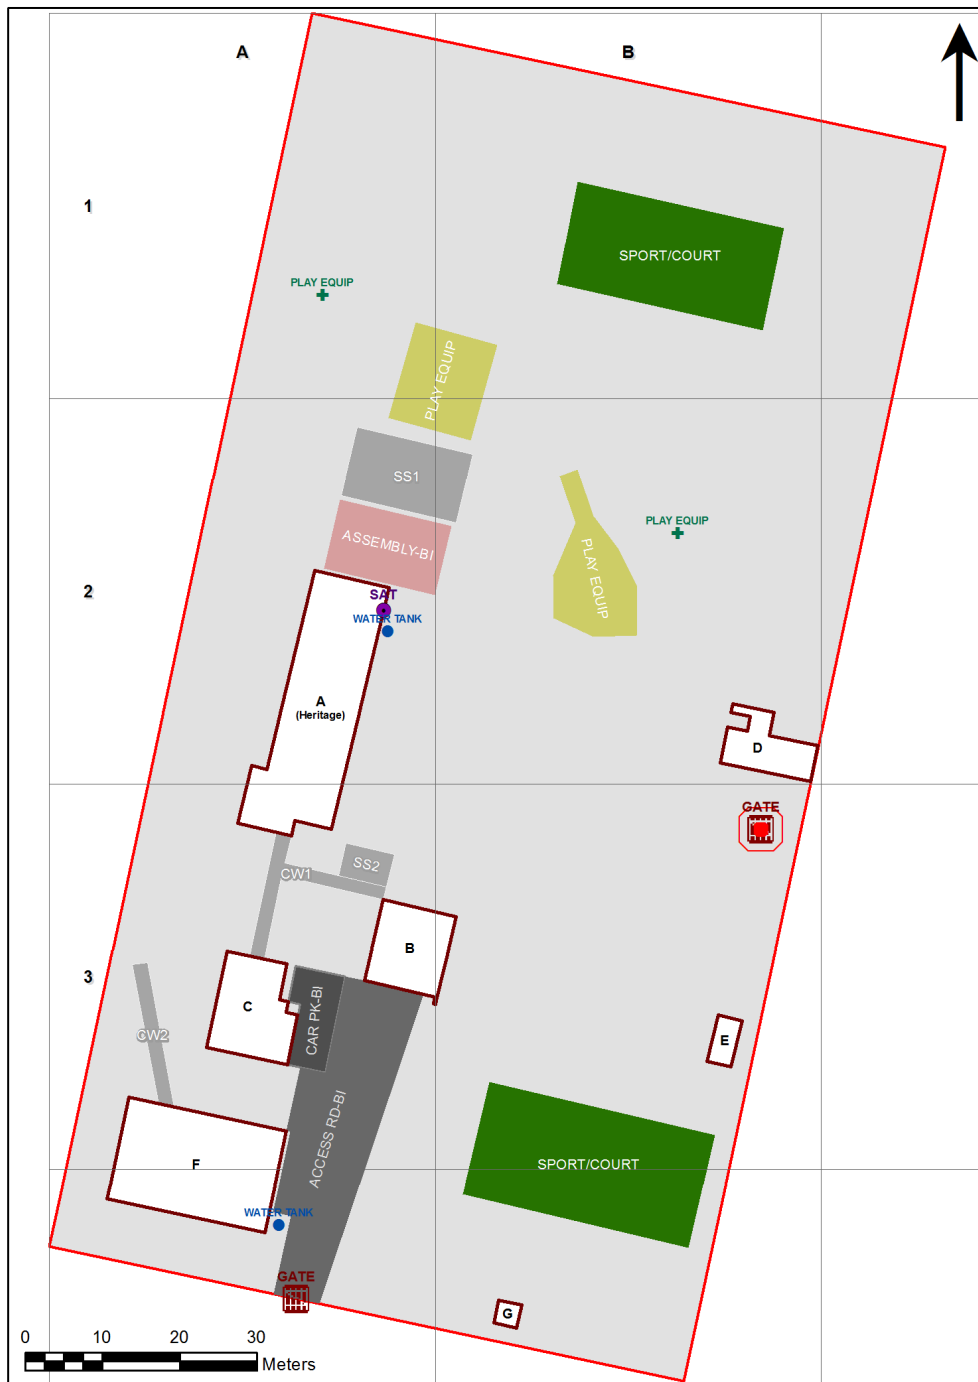 A
B
1
SPORT/COURT
PLAY EQUIP
PLAY EQUIP
SS1
PLAY EQUIP
ASSEMBLY-BI
PLAY EQUIP
2
SAT
WATER TANK
A
(Heritage)
D
GATE
SS2
CW1
B
3
C
CAR PK-BI
CW2
E
ACCESS RD-BI
F
SPORT/COURT
WATER TANK
GATE
G
0 10 20 30
Meters